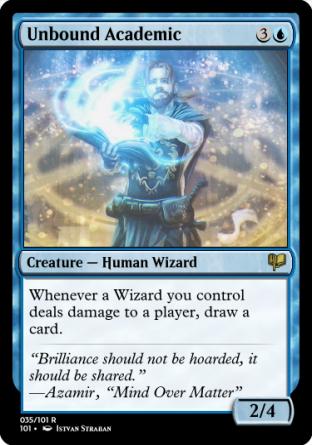 Unbound Academic 3
Creature — Human Wizard
Whenever a Wizard you control
deals damage to a player, draw a
card.
“Brilliance should not be hoarded, it
should be shared.”
—Azamir, “Mind Over Matter”
2/4
035/101 R
101 • Istvan Straban